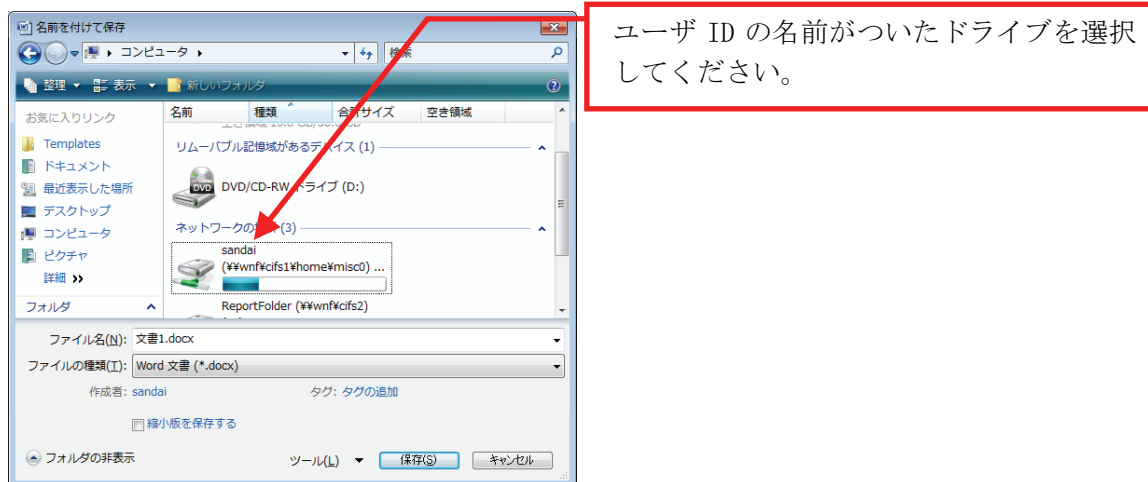 名前を付けて保存
ユーザ ID の名前がついたドライブを選択
してください。
コンピュータ
検索
整理 表示 新しいフォルダ
お気に入りリンク
Templates
ドキュメント
最近表示した場所
デスクトップ
コンピュータ
ピクチャ
詳細 >>
フォルダ
名前 種類 合計サイズ 空き領域
リムーバブル記憶域があるデバイス (1)
DVD/CD-RW ドライブ (D:)
ネットワークの (3)
sandai
(¥¥wnf¥cifs1¥home¥misc0) ...
ReportFolder (¥¥wnf¥cifs2)
ファイル名(N): 文書1.docx
ファイルの種類(T): Word 文書 (*.docx)
作成者: sandai タグ: タグの追加
縮小版を保存する
フォルダの非表示 ツール(L) 保存(S) キャンセル